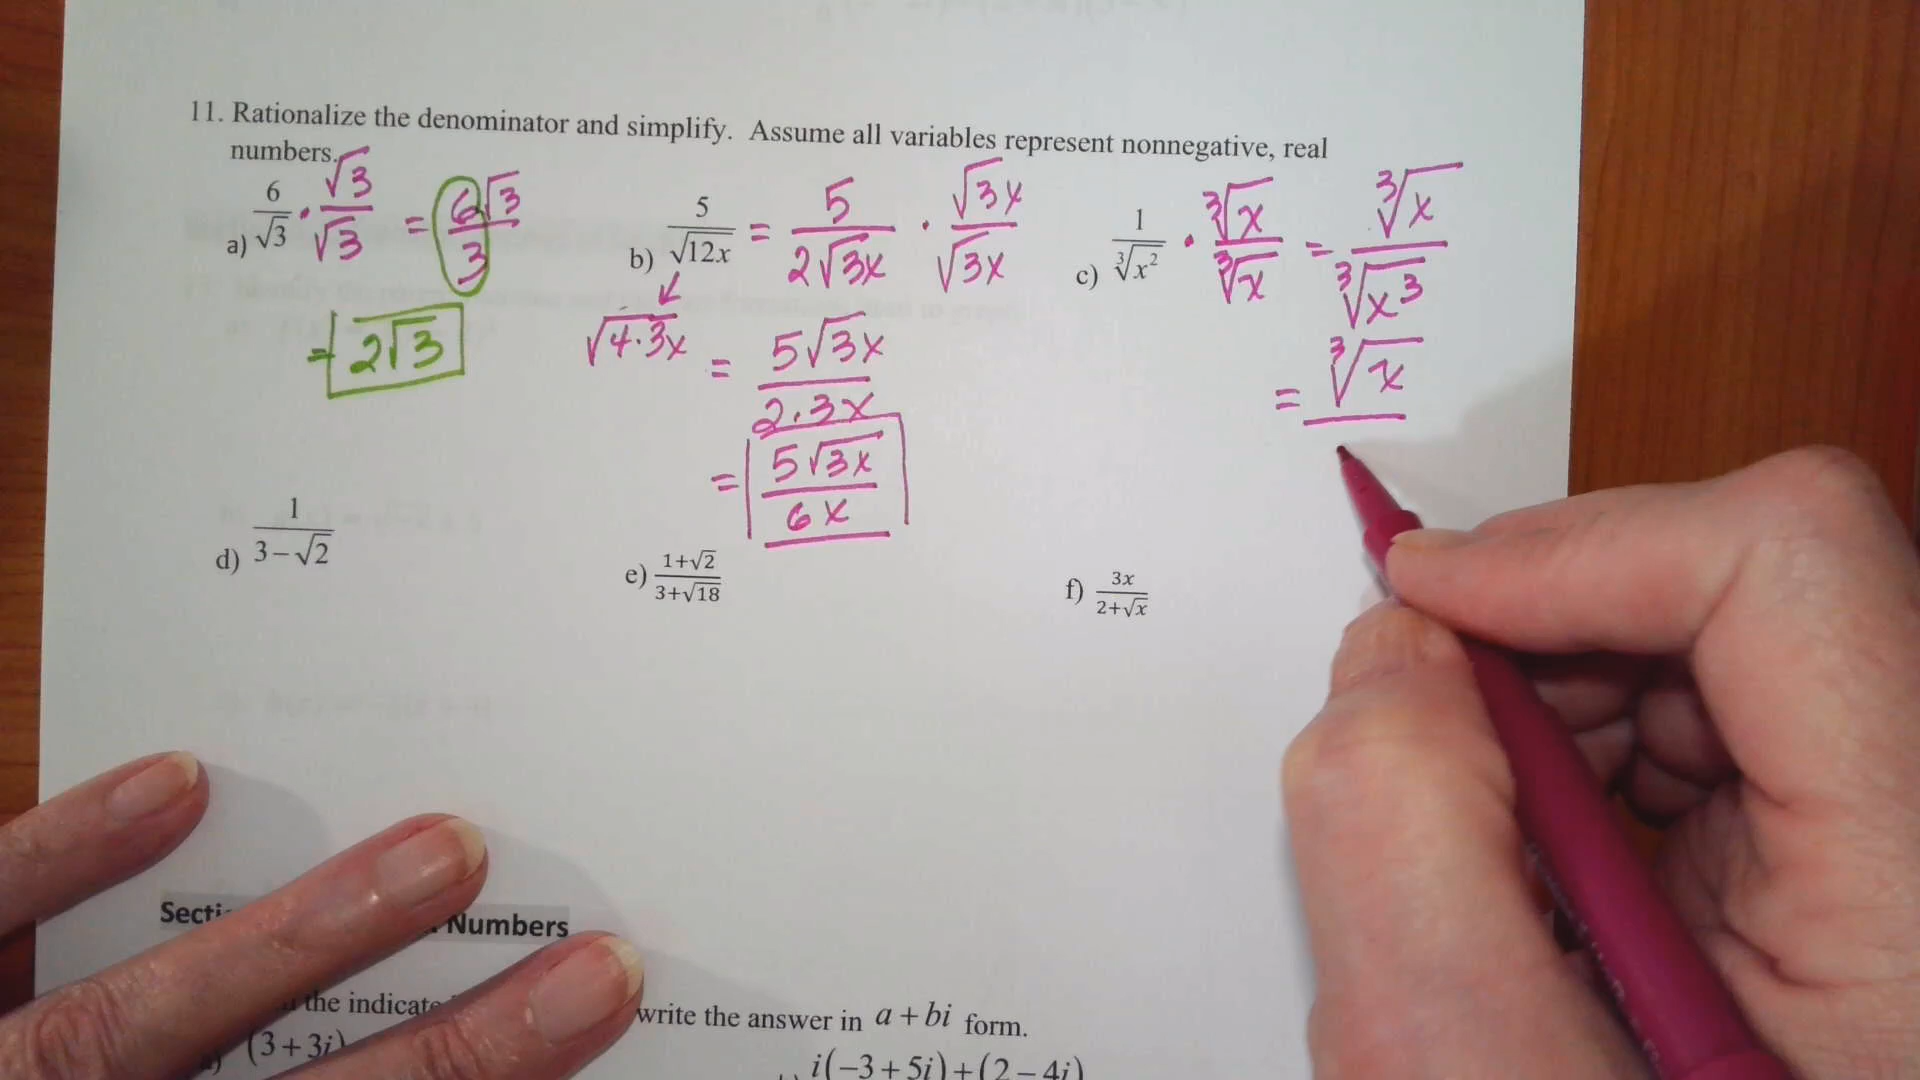 11. Rationalize the denominator and simplify. Assume all variables represent nonnegative, real
numbers.
a) 6/√3 · √3/√3 = 6√3/3
= 2√3
b) 5/√12x = 5/2√3x · √3x/√3x
√4·3x
= 5√3x/2·3x
= 5√3x/6x
c) 1/∛x² · ∛x/∛x = ∛x/∛x³
= ∛x
d) 1/3−√2
e) 1+√2/3+√18
f) 3x/2+√x
Numbers
the write the answer in a + bi form.
(3+3i)
i(−3+5i)+(2−4i)